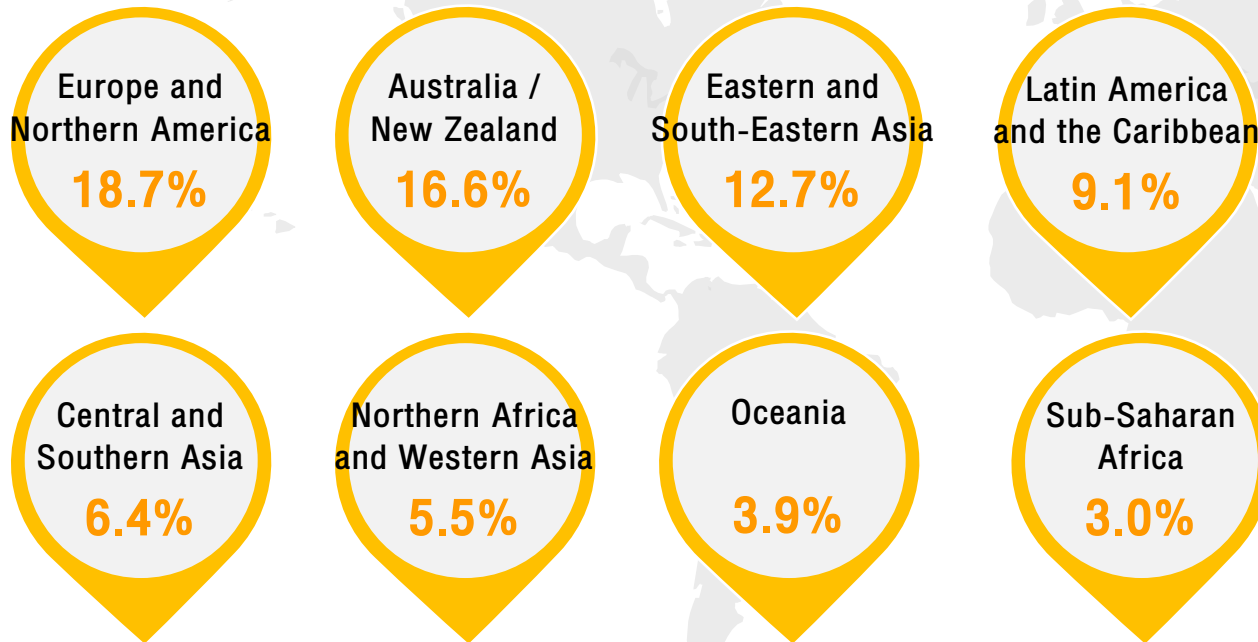 Europe and
Northern America
18.7%
Australia /
New Zealand
16.6%
Eastern and
South-Eastern Asia
12.7%
Latin America
and the Caribbean
9.1%
Central and
Southern Asia
6.4%
Northern Africa
and Western Asia
5.5%
Oceania
3.9%
Sub-Saharan
Africa
3.0%